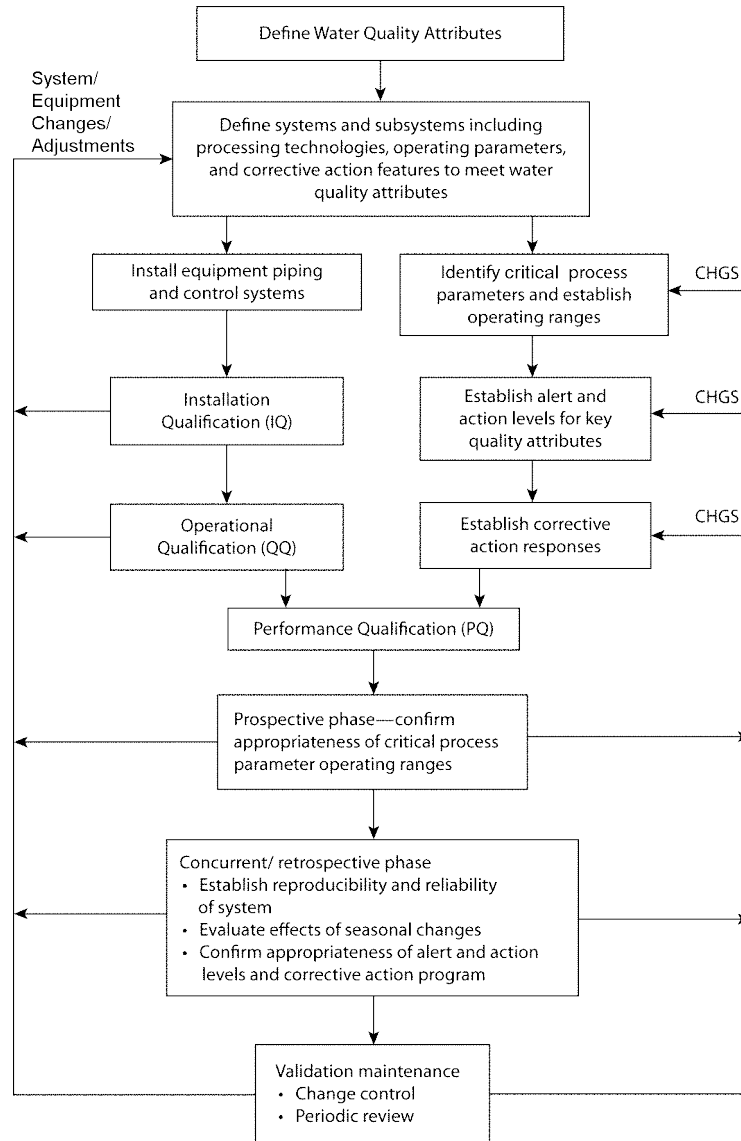 Define Water Quality Attributes
System/
Equipment
Changes/
Adjustments
Define systems and subsystems including
processing technologies, operating parameters,
and corrective action features to meet water
quality attributes
Install equipment piping
and control systems
Identify critical process
parameters and establish
operating ranges
CHGS
Installation
Qualification (IQ)
Establish alert and
action levels for key
quality attributes
CHGS
Operational
Qualification (QQ)
Establish corrective
action responses
CHGS
Performance Qualification (PQ)
Prospective phase—confirm
appropriateness of critical process
parameter operating ranges
Concurrent/ retrospective phase
• Establish reproducibility and reliability
of system
• Evaluate effects of seasonal changes
• Confirm appropriateness of alert and action
levels and corrective action program
Validation maintenance
• Change control
• Periodic review